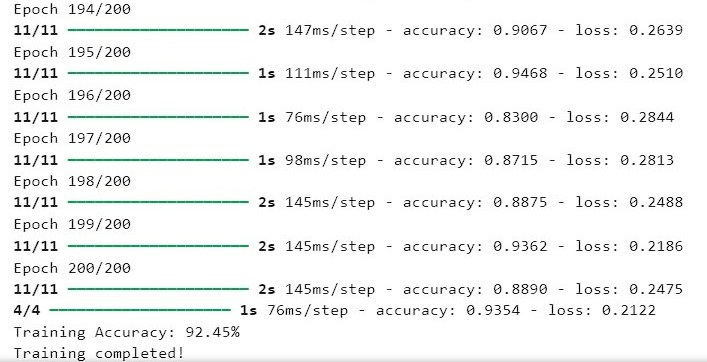 Epoch 194/200
11/11 ━━━━━━━━━━━━━━━━━━━━ 2s 147ms/step - accuracy: 0.9067 - loss: 0.2639
Epoch 195/200
11/11 ━━━━━━━━━━━━━━━━━━━━ 1s 111ms/step - accuracy: 0.9468 - loss: 0.2510
Epoch 196/200
11/11 ━━━━━━━━━━━━━━━━━━━━ 1s 76ms/step - accuracy: 0.8300 - loss: 0.2844
Epoch 197/200
11/11 ━━━━━━━━━━━━━━━━━━━━ 1s 98ms/step - accuracy: 0.8715 - loss: 0.2813
Epoch 198/200
11/11 ━━━━━━━━━━━━━━━━━━━━ 2s 145ms/step - accuracy: 0.8875 - loss: 0.2488
Epoch 199/200
11/11 ━━━━━━━━━━━━━━━━━━━━ 2s 145ms/step - accuracy: 0.9362 - loss: 0.2186
Epoch 200/200
11/11 ━━━━━━━━━━━━━━━━━━━━ 2s 145ms/step - accuracy: 0.8890 - loss: 0.2475
4/4 ━━━━━━━━━━━━━━━━━━━━ 1s 76ms/step - accuracy: 0.9354 - loss: 0.2122
Training Accuracy: 92.45%
Training completed!